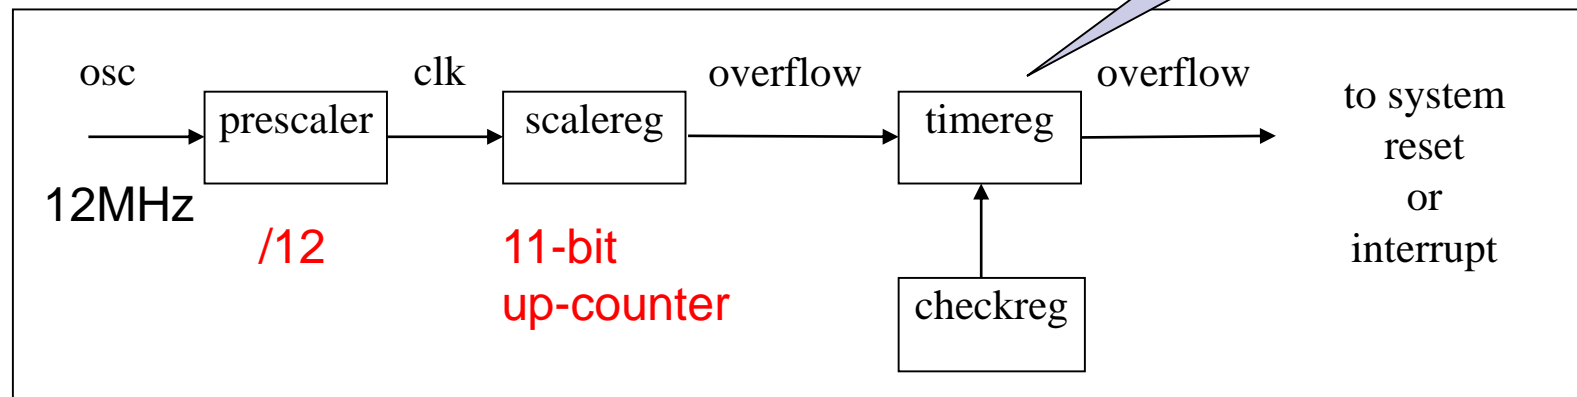 osc
clk
overflow
overflow
prescaler
scalereg
timereg
to system
reset
or
interrupt
12MHz
/12
11-bit
up-counter
checkreg